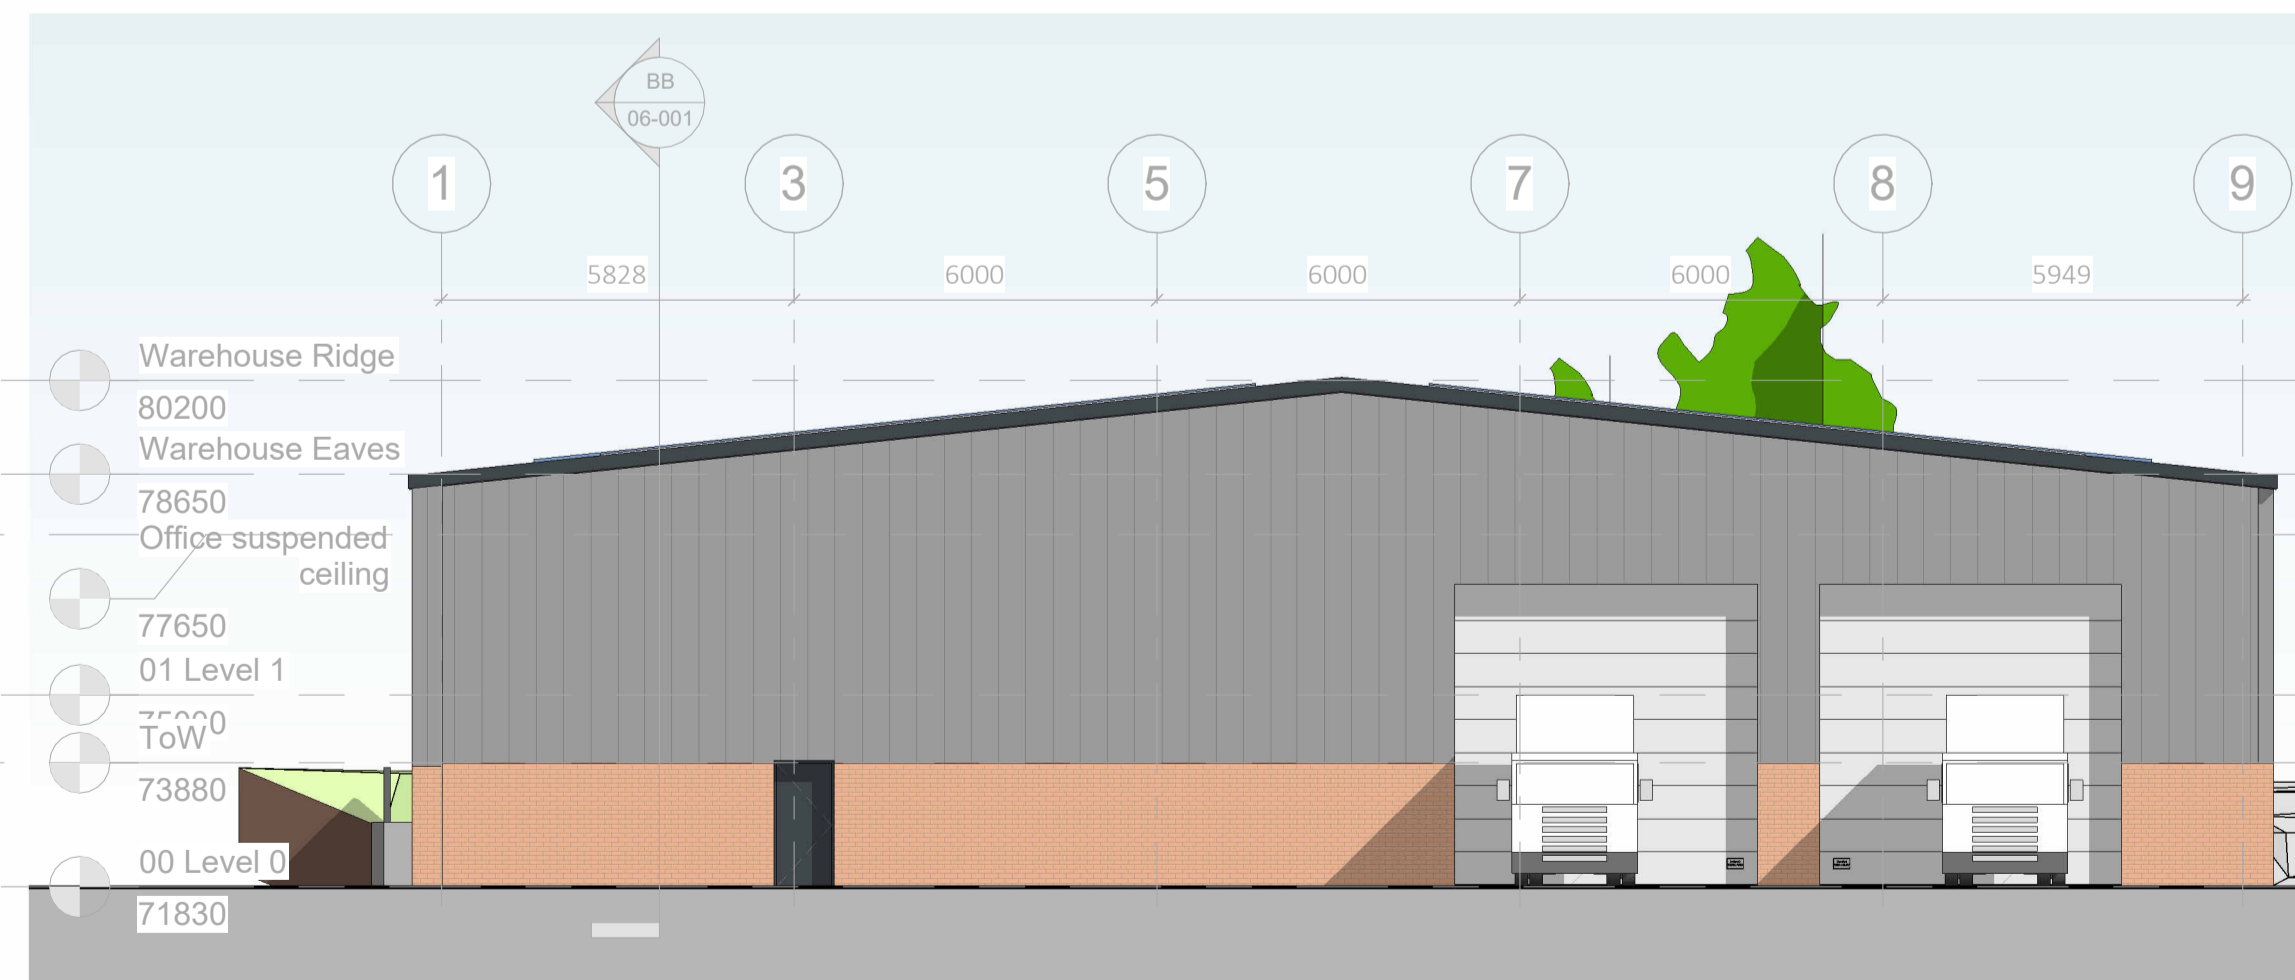 BB
06-001
1
3
5
7
8
9
5828
6000
6000
6000
5949
Warehouse Ridge
80200
Warehouse Eaves
78650
Office suspended
ceiling
77650
01 Level 1
ToW
73880
00 Level 0
71830